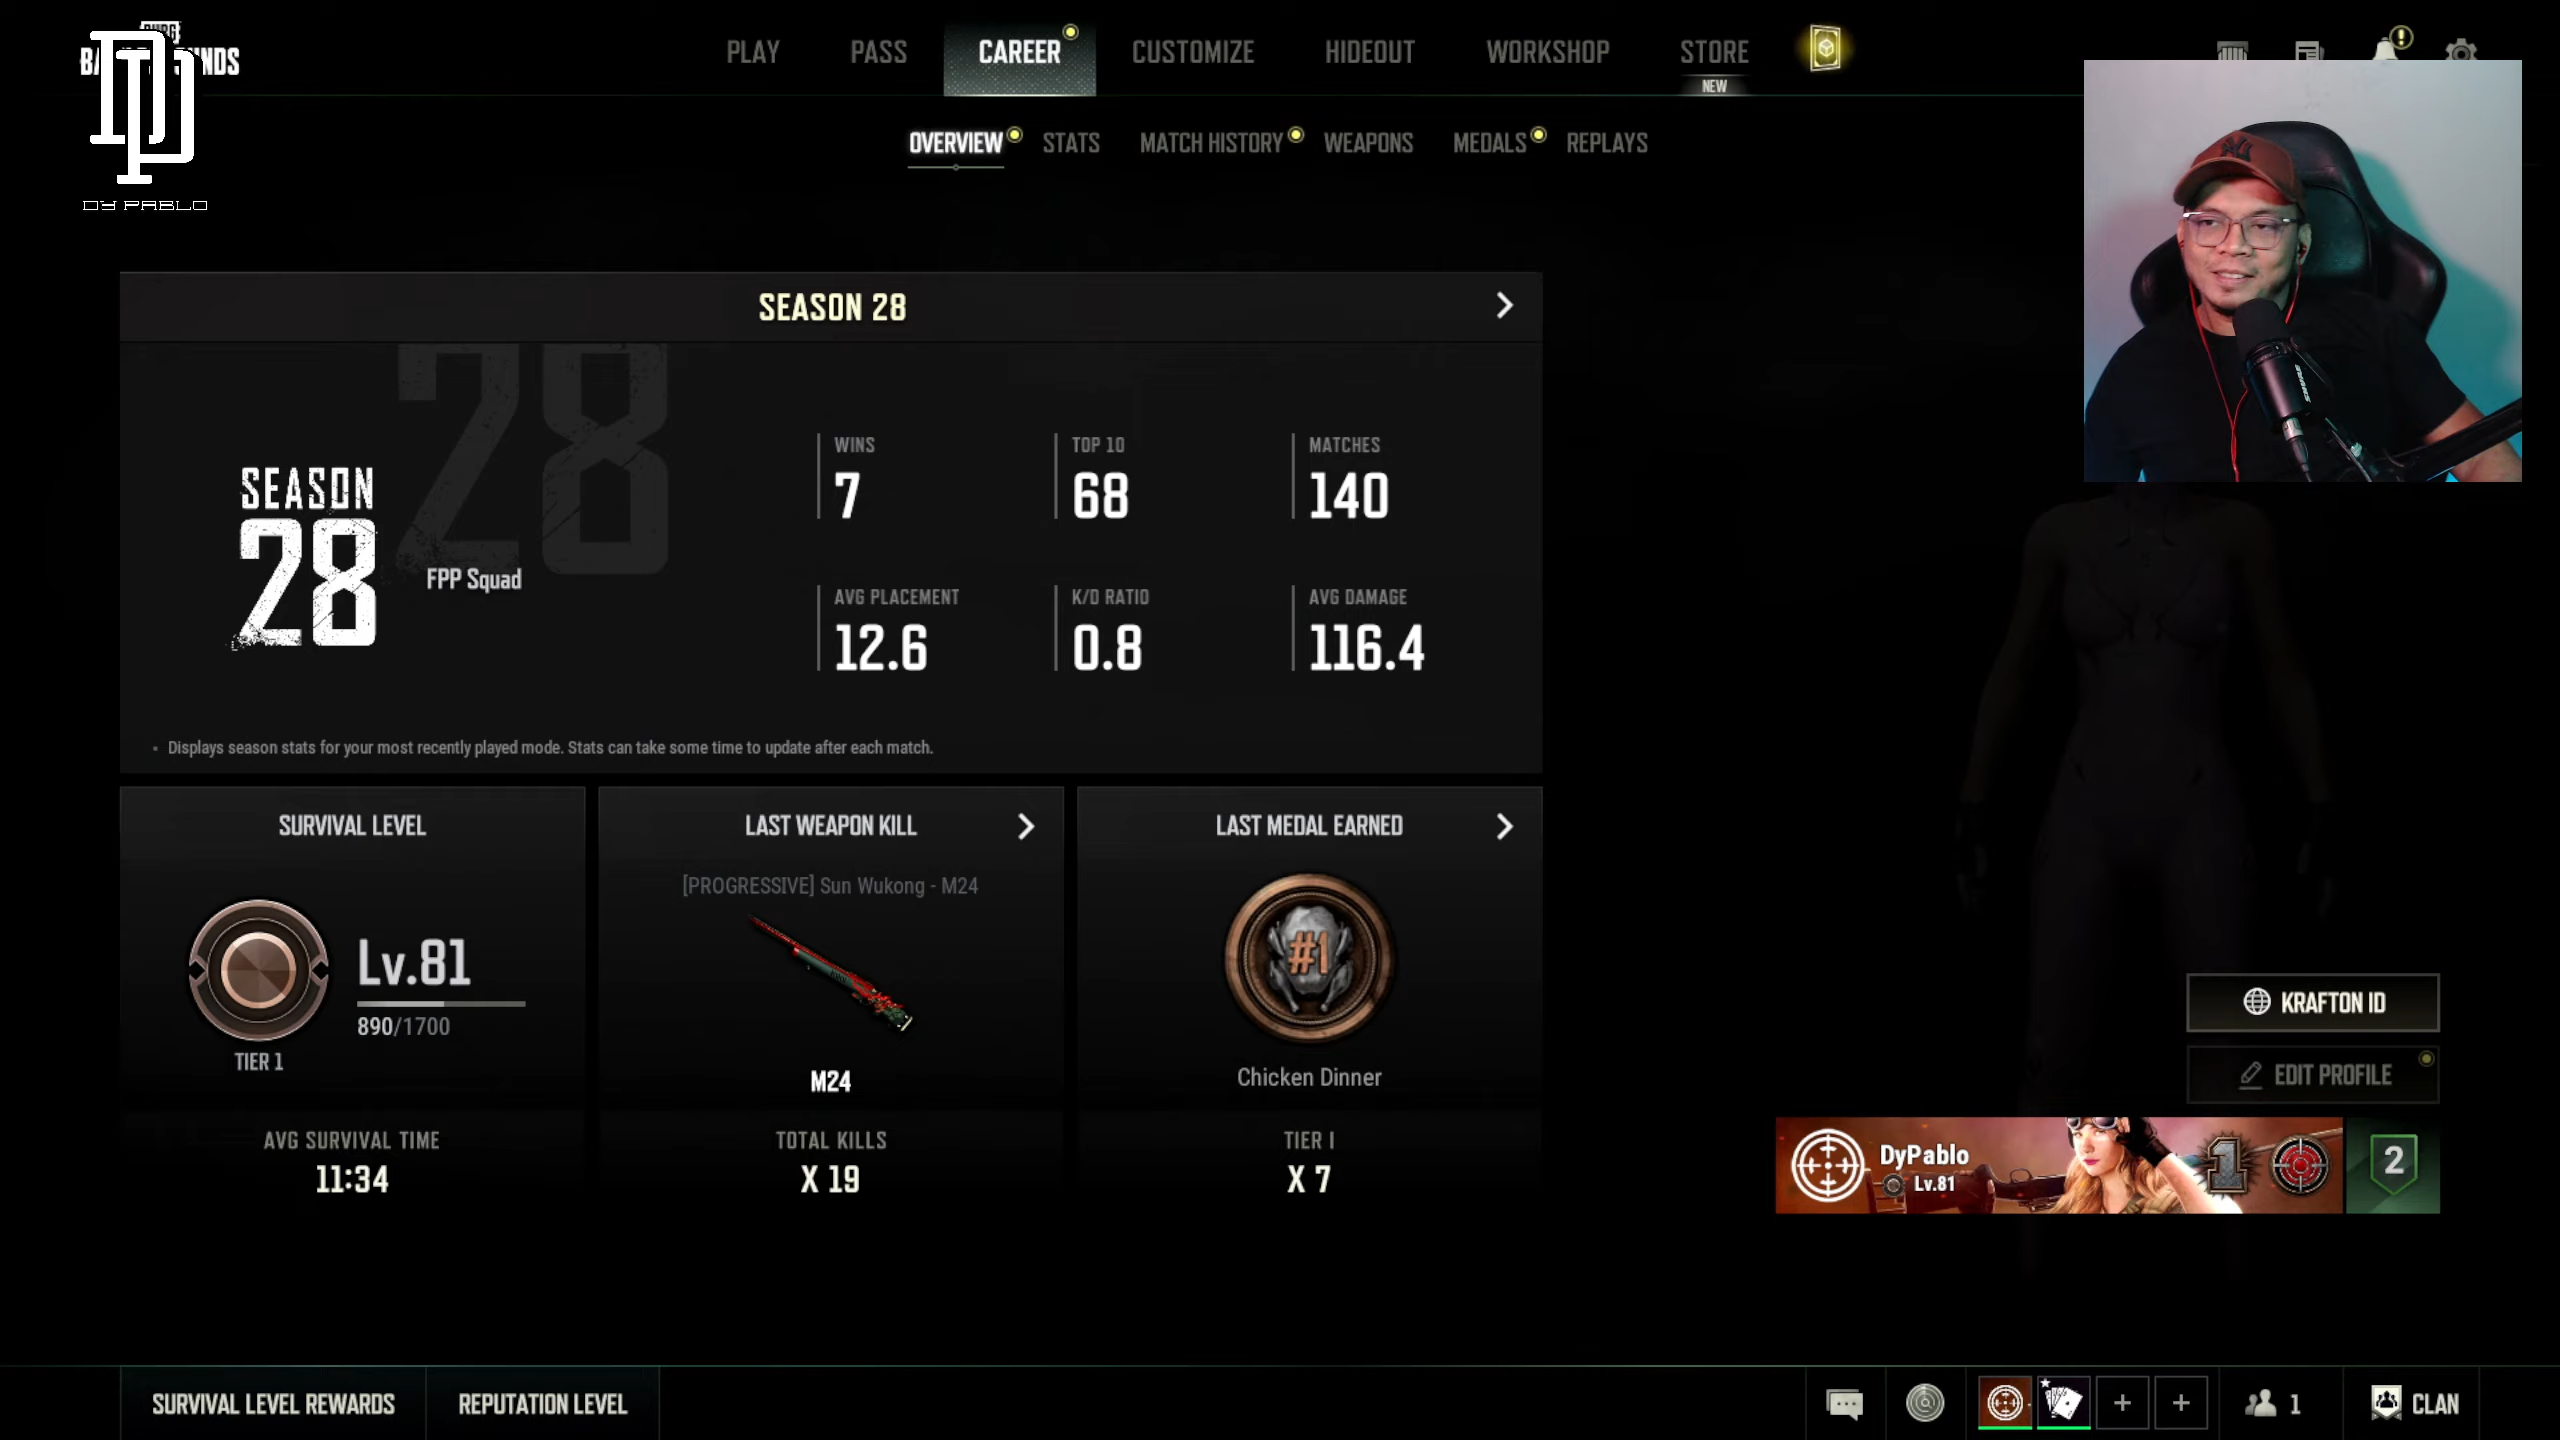 PLAY PASS CAREER CUSTOMIZE HIDEOUT WORKSHOP STORE
NEW
DY PABLO
OVERVIEW STATS MATCH HISTORY WEAPONS MEDALS REPLAYS
SEASON 28
28
SEASON
28
FPP Squad
WINS
7
TOP 10
68
MATCHES
140
AVG PLACEMENT
12.6
K/D RATIO
0.8
AVG DAMAGE
116.4
Displays season stats for your most recently played mode. Stats can take some time to update after each match.
SURVIVAL LEVEL
Lv.81
890/1700
TIER 1
AVG SURVIVAL TIME
11:34
LAST WEAPON KILL
[PROGRESSIVE] Sun Wukong - M24
M24
TOTAL KILLS
X 19
LAST MEDAL EARNED
#1
Chicken Dinner
TIER I
X 7
SHURE
KRAFTON ID
EDIT PROFILE
DyPablo
Lv.81
1
2
SURVIVAL LEVEL REWARDS
REPUTATION LEVEL
1
CLAN